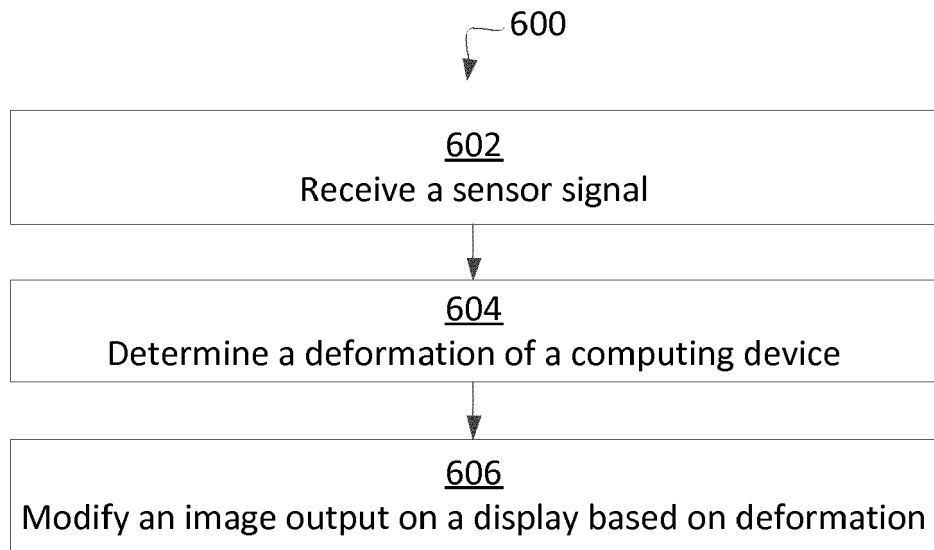 600
602
Receive a sensor signal
604
Determine a deformation of a computing device
606
Modify an image output on a display based on deformation